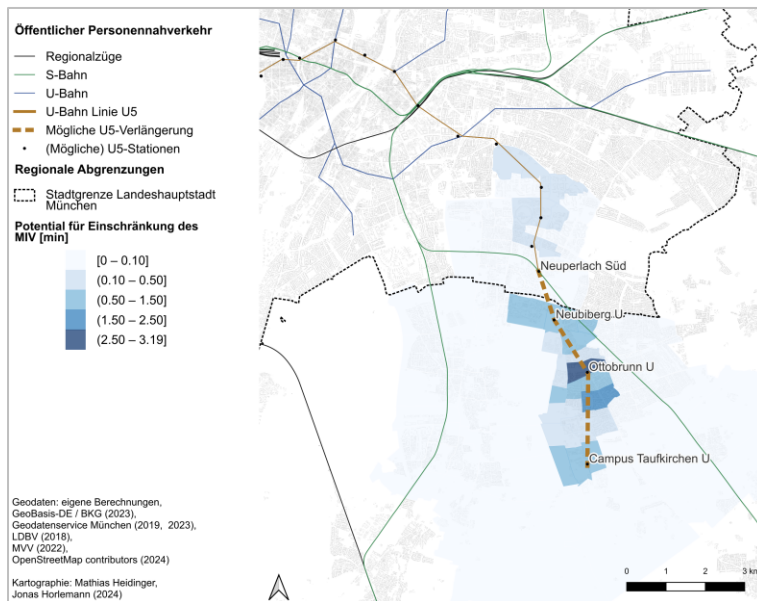 Öffentlicher Personennahverkehr
Regionalzüge
S-Bahn
U-Bahn
U-Bahn Linie U5
Mögliche U5-Verlängerung
(Mögliche) U5-Stationen
Regionale Abgrenzungen
Stadtgrenze Landeshauptstadt
München
Potential für Einschränkung des
MIV [min]
[0 – 0.10]
(0.10 – 0.50]
(0.50 – 1.50]
(1.50 – 2.50]
(2.50 – 3.19]
Neuperlach Süd
Neubiberg U
Ottobrunn U
Campus Taufkirchen U
Geodaten: eigene Berechnungen,
GeoBasis-DE / BKG (2023),
Geodatenservice München (2019, 2023),
LDBV (2018),
MVV (2022),
OpenStreetMap contributors (2024)
Kartographie: Mathias Heidinger,
Jonas Horlemann (2024)
0 1 2 3 km